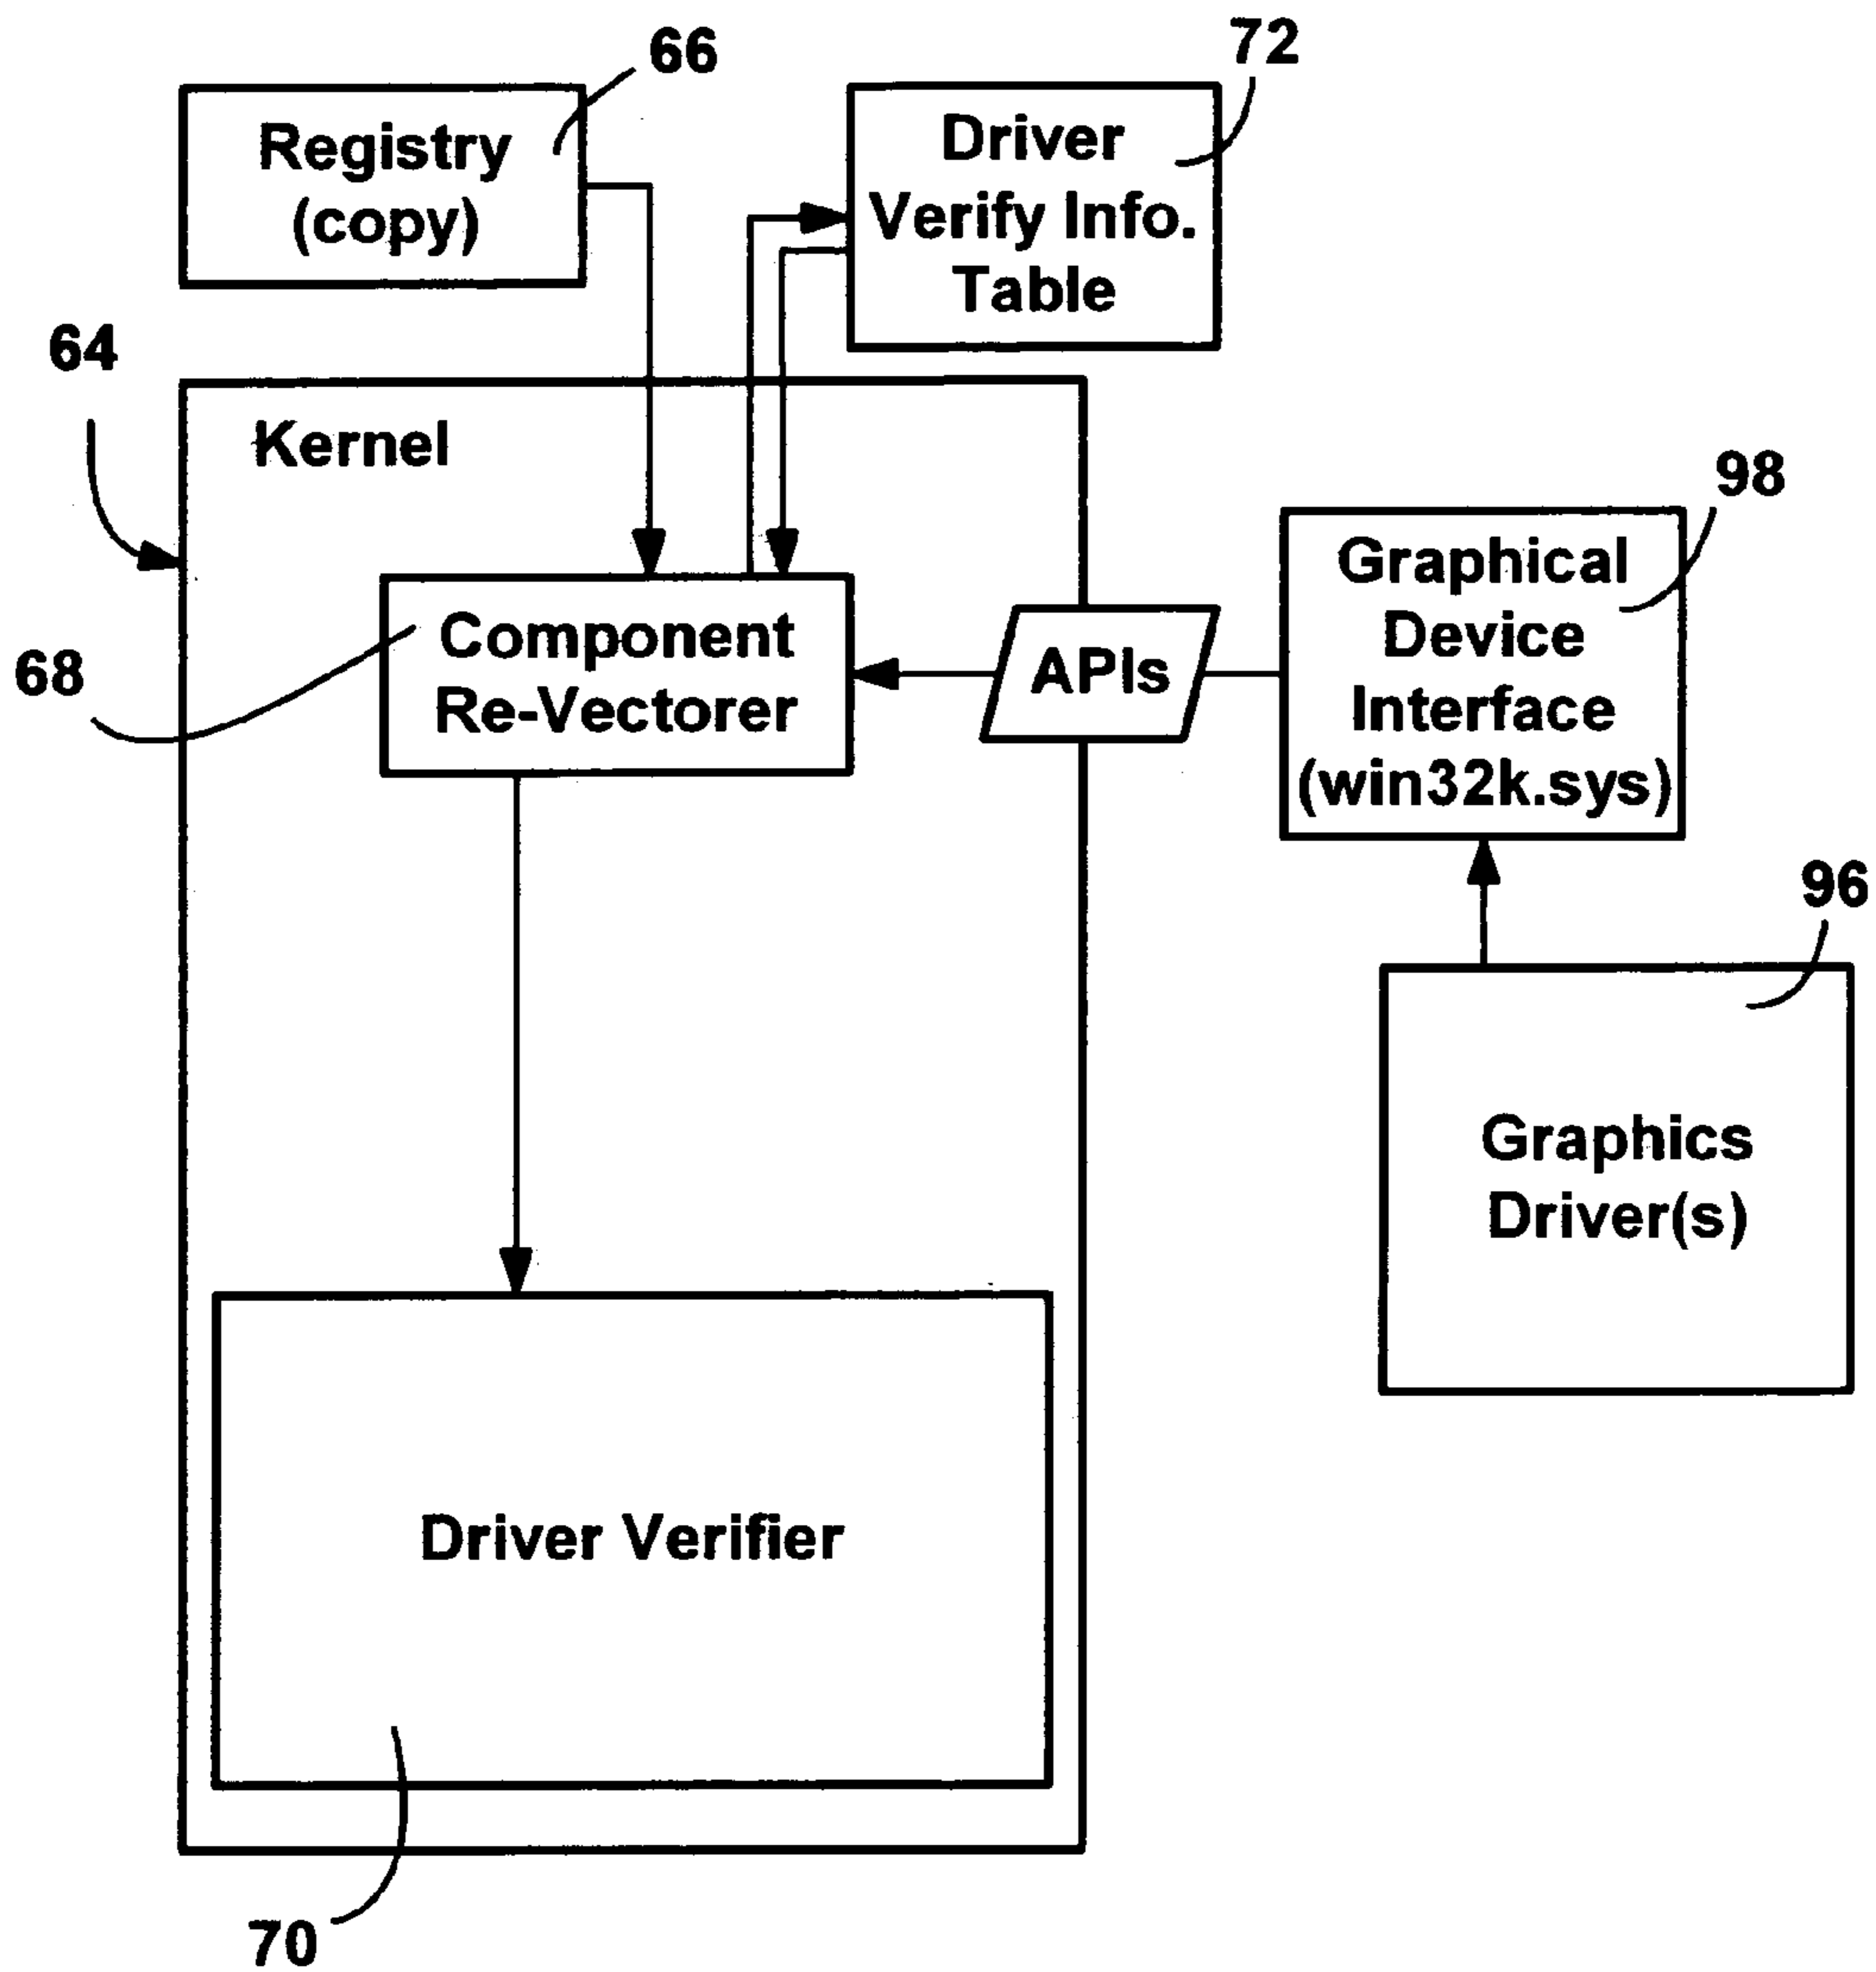 66
72
Registry
(copy)
Driver
Verify Info.
Table
64
Kernel
98
Graphical
Device
Interface
(win32k.sys)
Component
Re-Vectorer
APIs
68
96
Graphics
Driver(s)
Driver Verifier
70